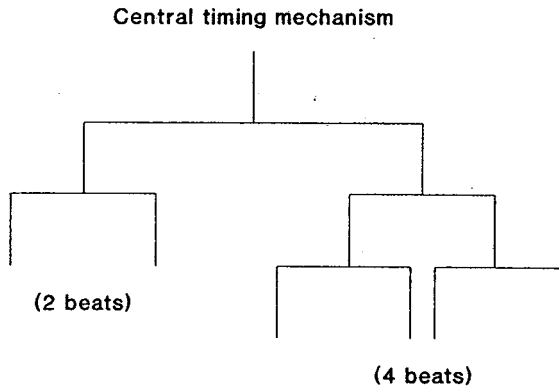 Central timing mechanism
(2 beats)
(4 beats)